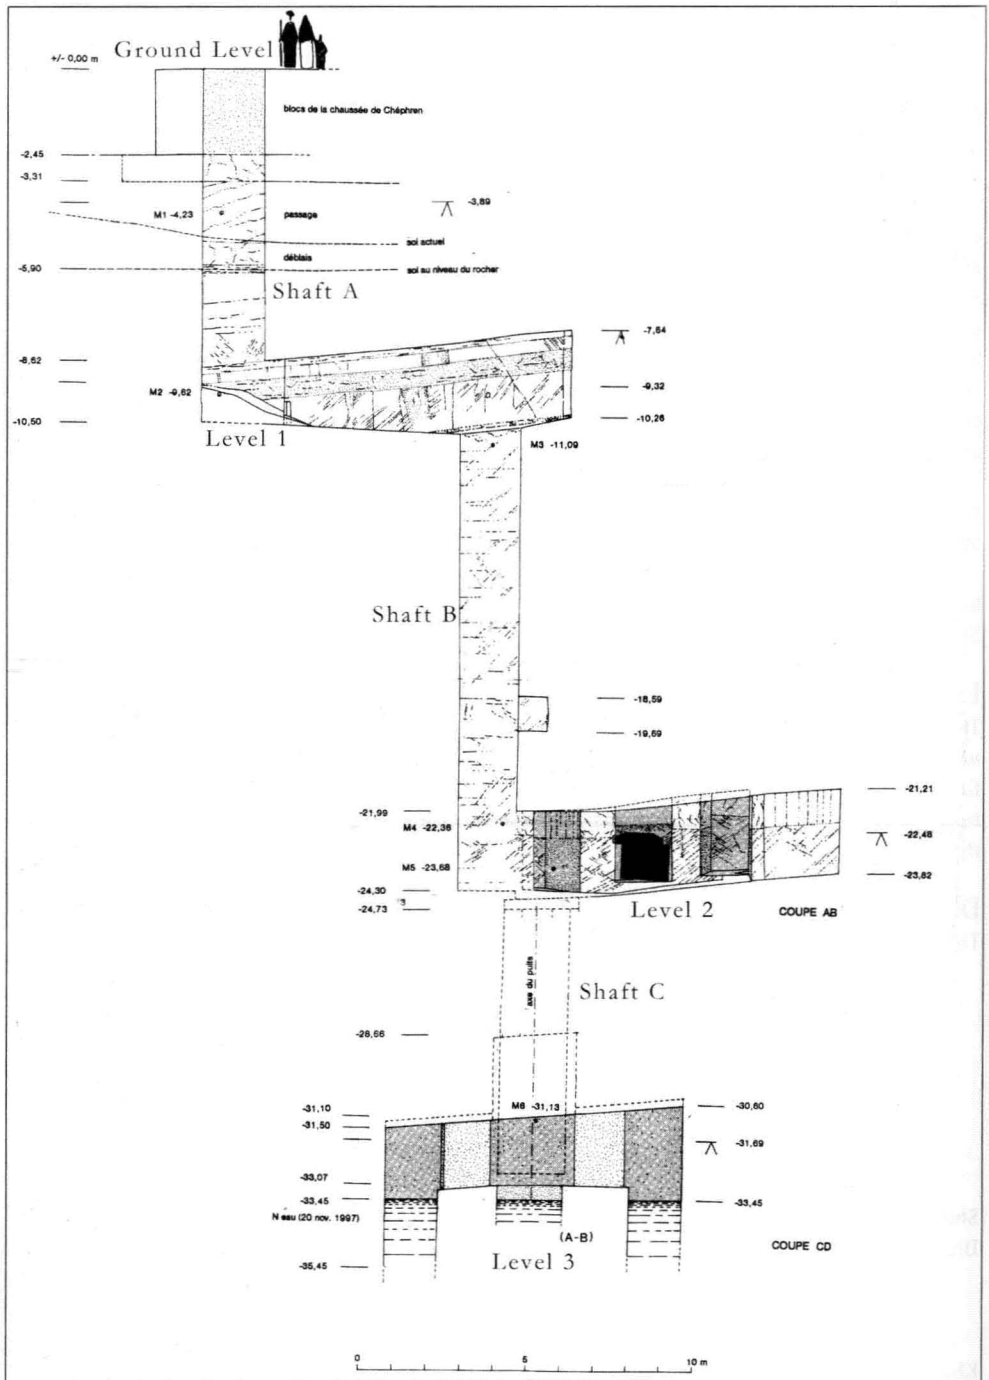 Ground Level
+/- 0,00 m
blocs de la chaussée de Chéphren
-2,45
-3,31
M1 -4,23
passage
-3,89
sol actuel
déblais
-5,90
sol au niveau du rocher
Shaft A
-7,64
-8,62
-9,32
M2 -9,62
-10,50
-10,26
Level 1
M3 -11,09
Shaft B
-18,59
-19,69
-21,21
-21,99
M4 -22,36
-22,48
M5 -23,68
-23,82
-24,30
-24,73
Level 2
COUPE AB
axe du puits
Shaft C
-28,66
-31,10
M6 -31,13
-30,60
-31,50
-31,69
-33,07
-33,45
-33,45
N eau (20 nov. 1997)
(A-B)
COUPE CD
Level 3
-35,45
0 5 10 m